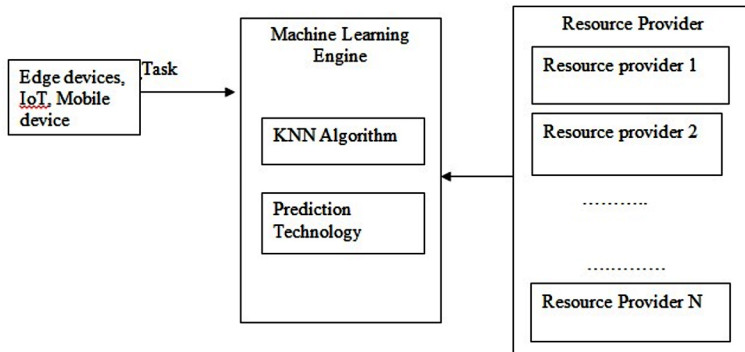 Edge devices,
IoT, Mobile
device
Task
Machine Learning
Engine
KNN Algorithm
Prediction
Technology
Resource Provider
Resource provider 1
Resource provider 2
………..
…..………
Resource Provider N